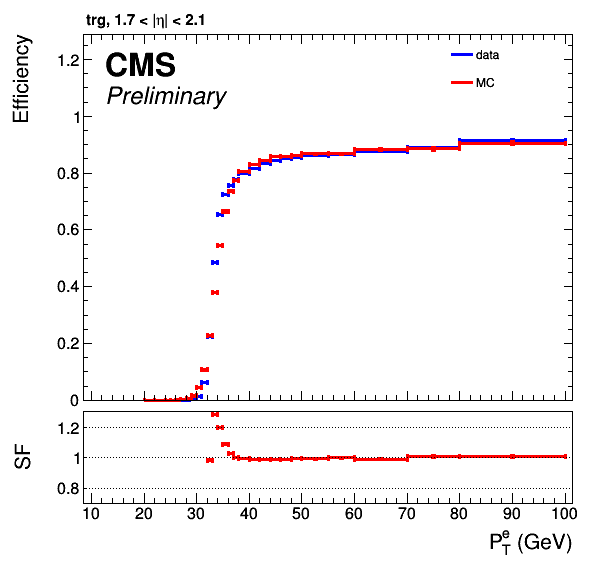 trg, 1.7 < |η| < 2.1
CMS
Preliminary
data
MC
Efficiency
1.2
1
0.8
0.6
0.4
0.2
0
SF
1.2
1
0.8
10 20 30 40 50 60 70 80 90 100
P_T^e (GeV)